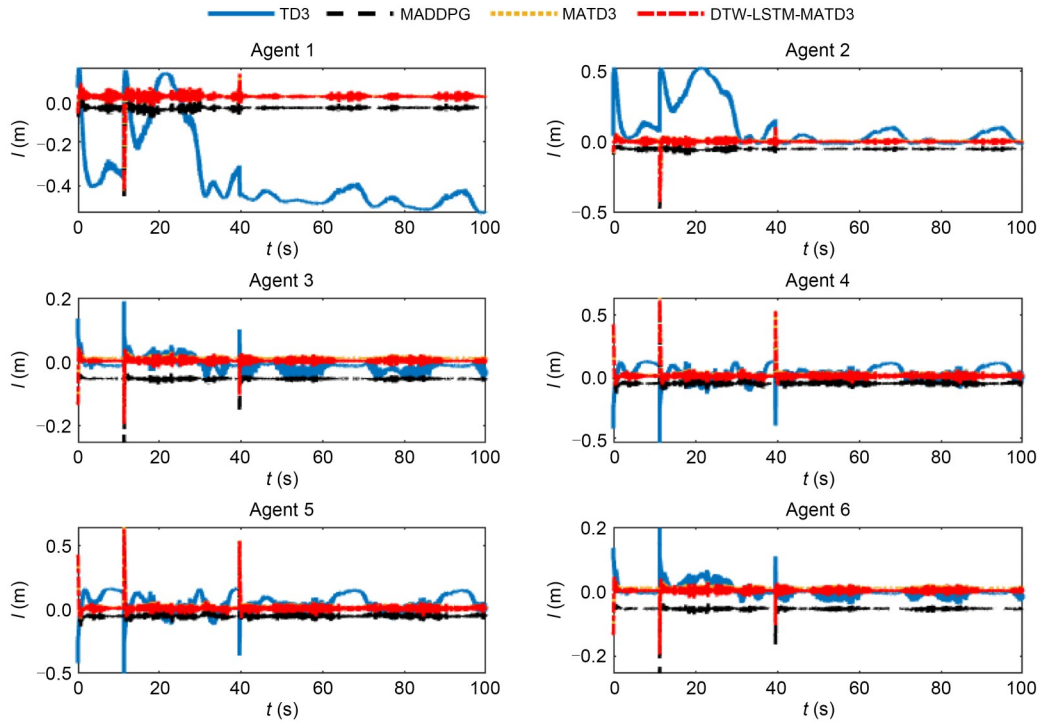 TD3 MADDPG MATD3 DTW-LSTM-MATD3
Agent 1
0.0
−0.2
−0.4
l (m)
0 20 40 60 80 100
t (s)
Agent 2
0.5
0.0
−0.5
l (m)
0 20 40 60 80 100
t (s)
Agent 3
0.2
0.0
−0.2
l (m)
0 20 40 60 80 100
t (s)
Agent 4
0.5
0.0
−0.5
l (m)
0 20 40 60 80 100
t (s)
Agent 5
0.5
0.0
−0.5
l (m)
0 20 40 60 80 100
t (s)
Agent 6
0.2
0.0
−0.2
l (m)
0 20 40 60 80 100
t (s)